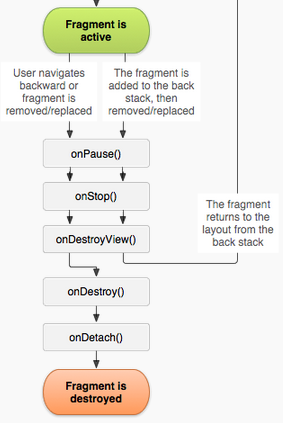 Fragment is
active
User navigates
backward or
fragment is
removed/replaced
The fragment is
added to the back
stack, then
removed/replaced
onPause()
onStop()
onDestroyView()
The fragment
returns to the
layout from the
back stack
onDestroy()
onDetach()
Fragment is
destroyed